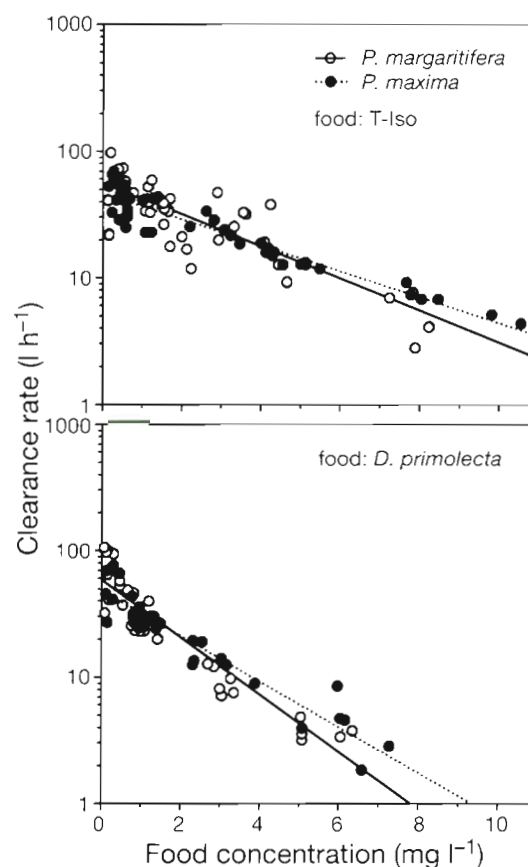 1000
P. margaritifera
P. maxima
food: T-Iso
100
10
1
1000
food: D. primolecta
100
10
1
0 2 4 6 8 10
Clearance rate (l h⁻¹)
Food concentration (mg l⁻¹)